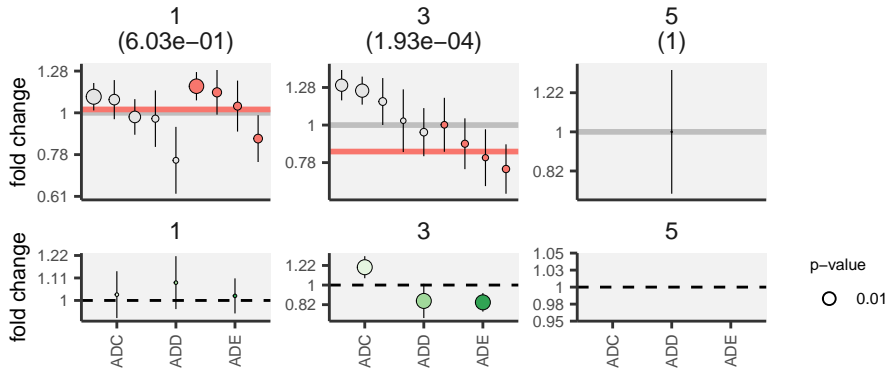 1
(6.03e−01)
3
(1.93e−04)
5
(1)
fold change
1.28
1
0.78
0.61
1.28
1
0.78
1.22
1
0.82
1
3
5
fold change
1.22
1.11
1
1.22
1
0.82
1.05
1.03
1
0.98
0.95
ADC
ADD
ADE
ADC
ADD
ADE
ADC
ADD
ADE
p−value
0.01